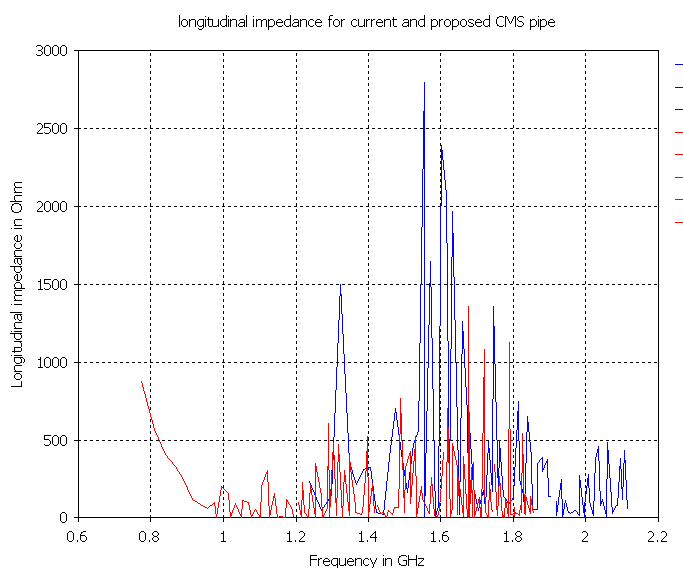 longitudinal impedance for current and proposed CMS pipe
3000
2500
2000
1500
1000
500
0
Longitudinal impedance in Ohm
0.6 0.8 1 1.2 1.4 1.6 1.8 2 2.2
Frequency in GHz